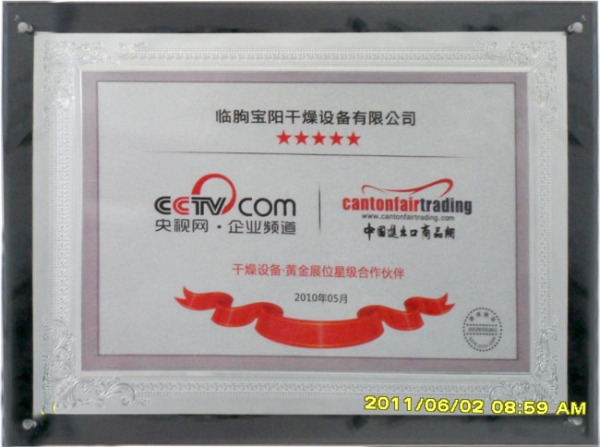 临朐宝阳干燥设备有限公司
CCTV.com
央视网·企业频道
cantonfairtrading
www.cantonfairtrading.com
中国进出口商品网
干燥设备·黄金展位星级合作伙伴
2010年05月
2011/06/02 08:59 AM